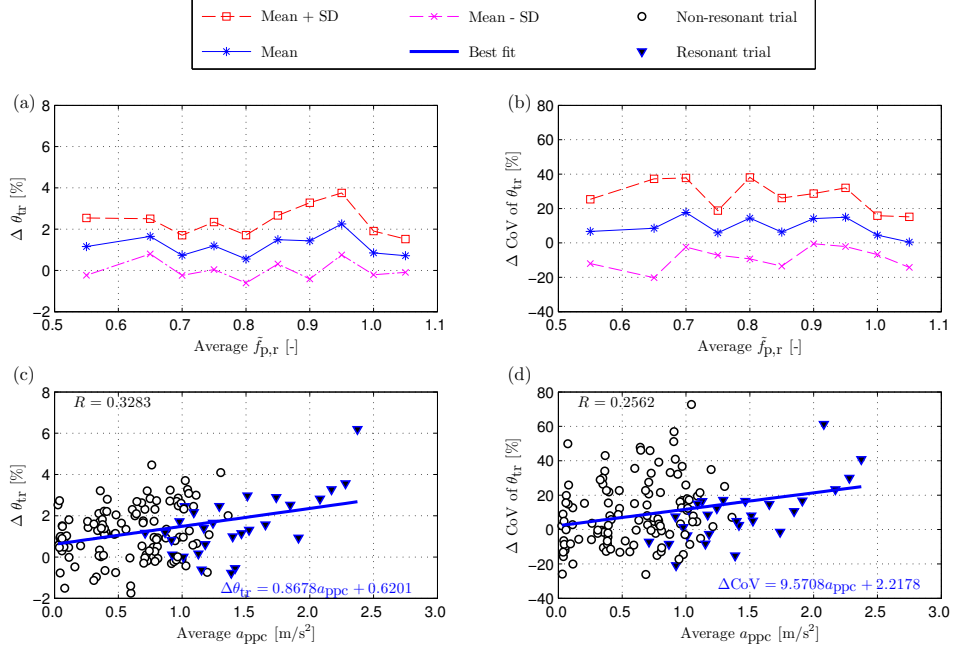 Mean + SD
Mean - SD
Non-resonant trial
Mean
Best fit
Resonant trial
(a)
8
6
4
2
0
−2
Δ θtr [%]
0.5 0.6 0.7 0.8 0.9 1.0 1.1
Average f̃p,r [-]
(b)
80
60
40
20
0
−20
−40
Δ CoV of θtr [%]
0.5 0.6 0.7 0.8 0.9 1.0 1.1
Average f̃p,r [-]
(c)
R = 0.3283
8
6
4
2
0
−2
Δ θtr [%]
Δθtr = 0.8678appc + 0.6201
0.0 0.5 1.0 1.5 2.0 2.5 3.0
Average appc [m/s²]
(d)
R = 0.2562
80
60
40
20
0
−20
−40
Δ CoV of θtr [%]
ΔCoV = 9.5708appc + 2.2178
0.0 0.5 1.0 1.5 2.0 2.5 3.0
Average appc [m/s²]